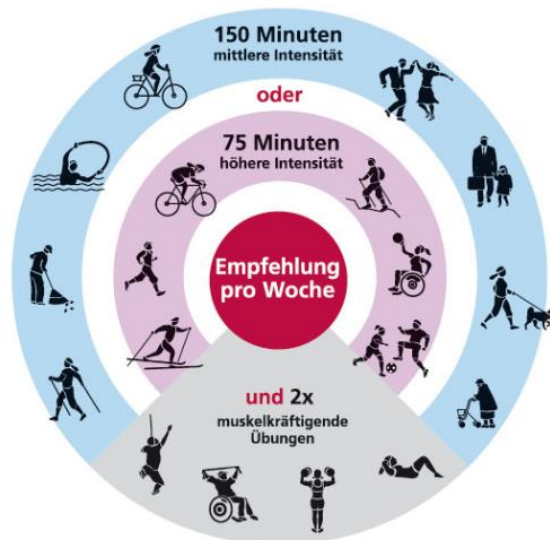 150 Minuten
mittlere Intensität
oder
75 Minuten
höhere Intensität
Empfehlung
pro Woche
und 2x
muskelkräftigende
Übungen